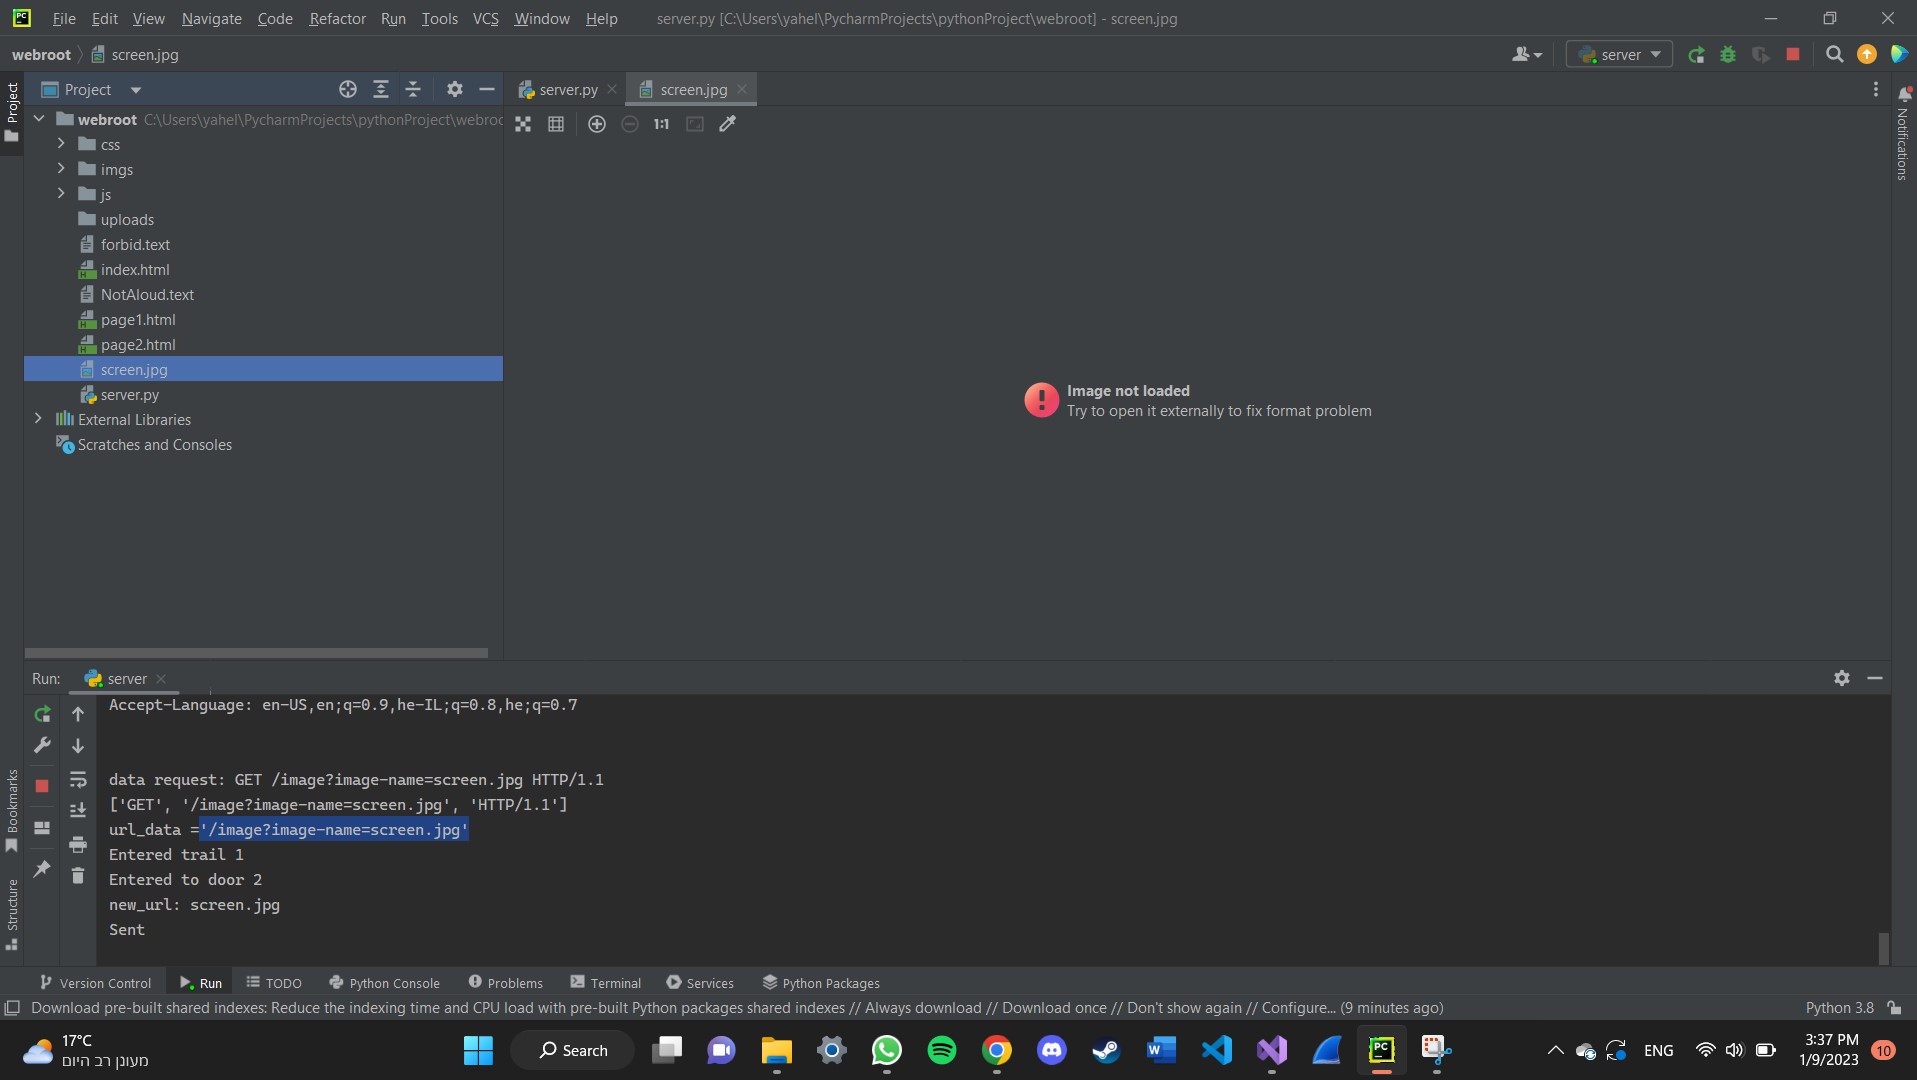 File Edit View Navigate Code Refactor Run Tools VCS Window Help server.py [C:\Users\yahel\PycharmProjects\pythonProject\webroot] - screen.jpg
webroot screen.jpg server
Project
Project server.py screen.jpg
webroot C:\Users\yahel\PycharmProjects\pythonProject\webroo
1:1
css
imgs
js
uploads
forbid.text
index.html
NotAloud.text
page1.html
page2.html
screen.jpg
server.py
External Libraries
Scratches and Consoles
Image not loaded
Try to open it externally to fix format problem
Notifications
Run: server
Accept-Language: en-US,en;q=0.9,he-IL;q=0.8,he;q=0.7
data request: GET /image?image-name=screen.jpg HTTP/1.1
['GET', '/image?image-name=screen.jpg', 'HTTP/1.1']
url_data ='/image?image-name=screen.jpg'
Entered trail 1
Entered to door 2
new_url: screen.jpg
Sent
Bookmarks
Structure
Version Control Run TODO Python Console Problems Terminal Services Python Packages
Download pre-built shared indexes: Reduce the indexing time and CPU load with pre-built Python packages shared indexes // Always download // Download once // Don't show again // Configure... (9 minutes ago) Python 3.8
17°C
מעונן רב היום
Search
ENG
3:37 PM
1/9/2023
10